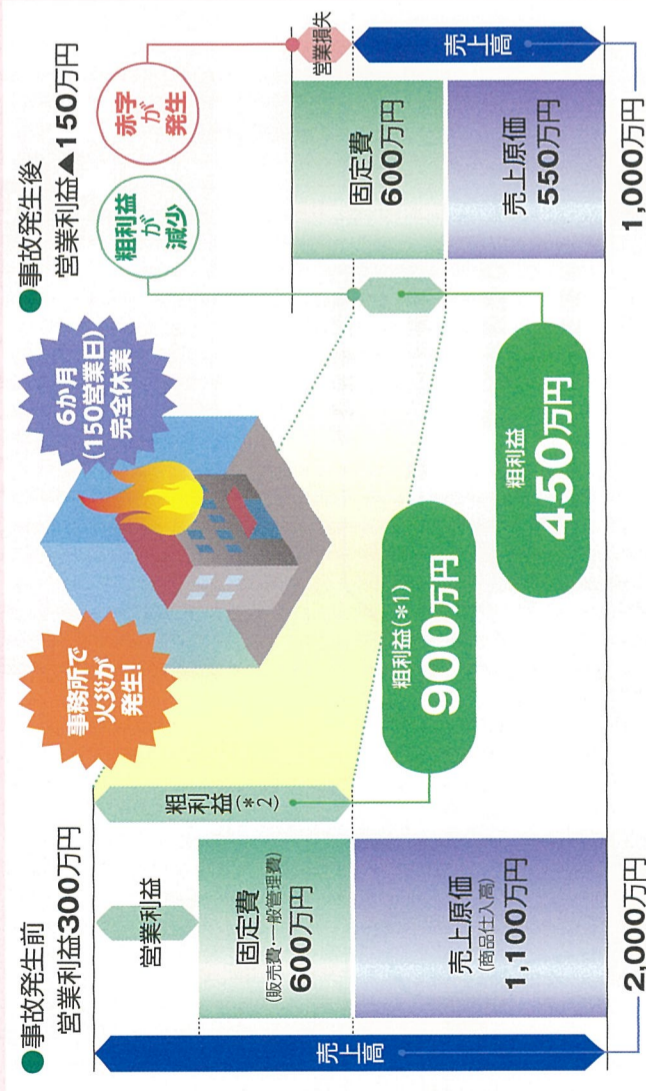 ●事故発生前
営業利益300万円
売上高
営業利益
固定費
(販売費・一般管理費)
600万円
売上原価
(商品仕入高)
1,100万円
2,000万円
粗利益
(*2)
粗利益(*1)
900万円
事務所で
火災が
発生!
6か月
(150営業日)
完全休業
●事故発生後
営業利益▲150万円
粗利益
が
減少
赤字
が
発生
粗利益
450万円
固定費
600万円
売上原価
550万円
営業損失
売上高
1,000万円